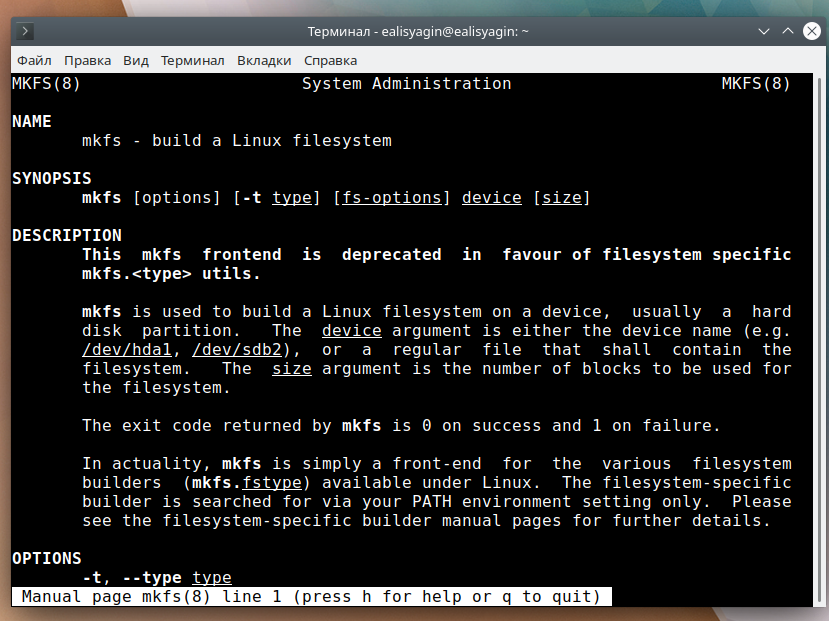 Терминал - ealisyagin@ealisyagin: ~
Файл Правка Вид Терминал Вкладки Справка
MKFS(8) System Administration MKFS(8)
NAME
mkfs - build a Linux filesystem
SYNOPSIS
mkfs [options] [-t type] [fs-options] device [size]
DESCRIPTION
This mkfs frontend is deprecated in favour of filesystem specific
mkfs.<type> utils.
mkfs is used to build a Linux filesystem on a device, usually a hard
disk partition. The device argument is either the device name (e.g.
/dev/hda1, /dev/sdb2), or a regular file that shall contain the
filesystem. The size argument is the number of blocks to be used for
the filesystem.
The exit code returned by mkfs is 0 on success and 1 on failure.
In actuality, mkfs is simply a front-end for the various filesystem
builders (mkfs.fstype) available under Linux. The filesystem-specific
builder is searched for via your PATH environment setting only. Please
see the filesystem-specific builder manual pages for further details.
OPTIONS
-t, --type type
Manual page mkfs(8) line 1 (press h for help or q to quit)